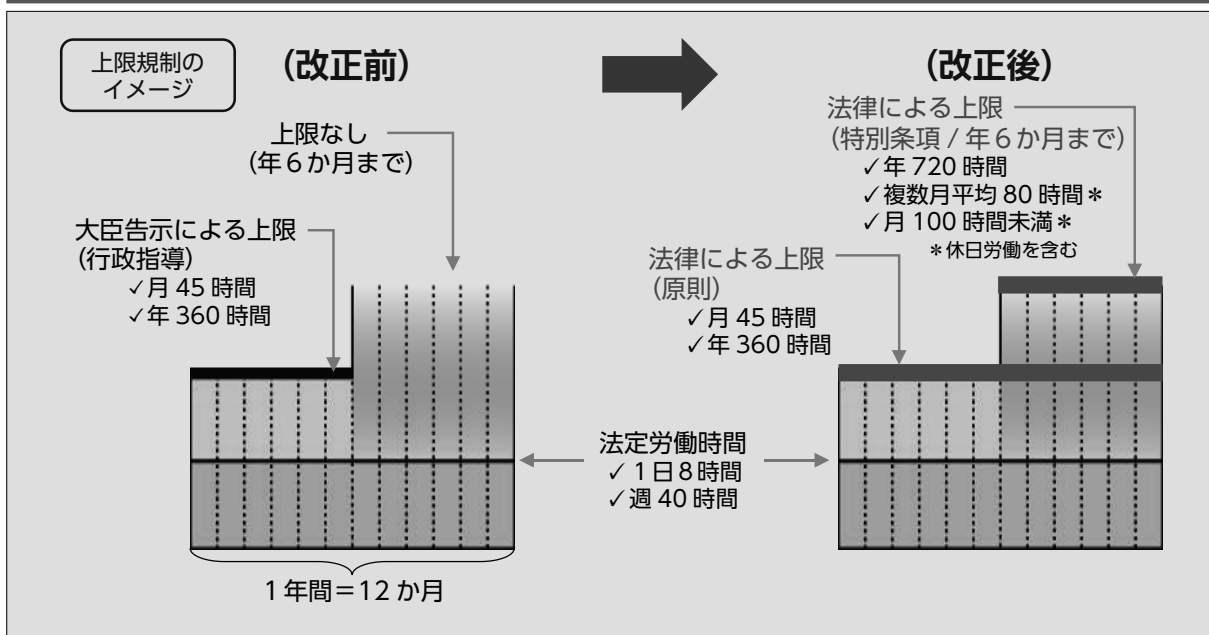 上限規制の
イメージ
(改正前)
上限なし
(年6か月まで)
大臣告示による上限
(行政指導)
✓月 45 時間
✓年 360 時間
1年間＝12 か月
法定労働時間
✓1日8時間
✓週 40 時間
(改正後)
法律による上限
(特別条項 / 年6か月まで)
✓年 720 時間
✓複数月平均 80 時間＊
✓月 100 時間未満＊
＊休日労働を含む
法律による上限
(原則)
✓月 45 時間
✓年 360 時間